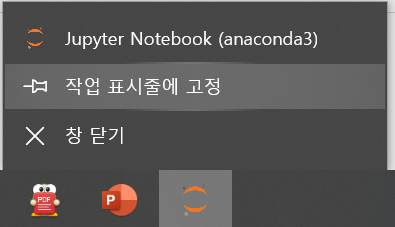 Jupyter Notebook (anaconda3)
작업 표시줄에 고정
창 닫기
PDF
P